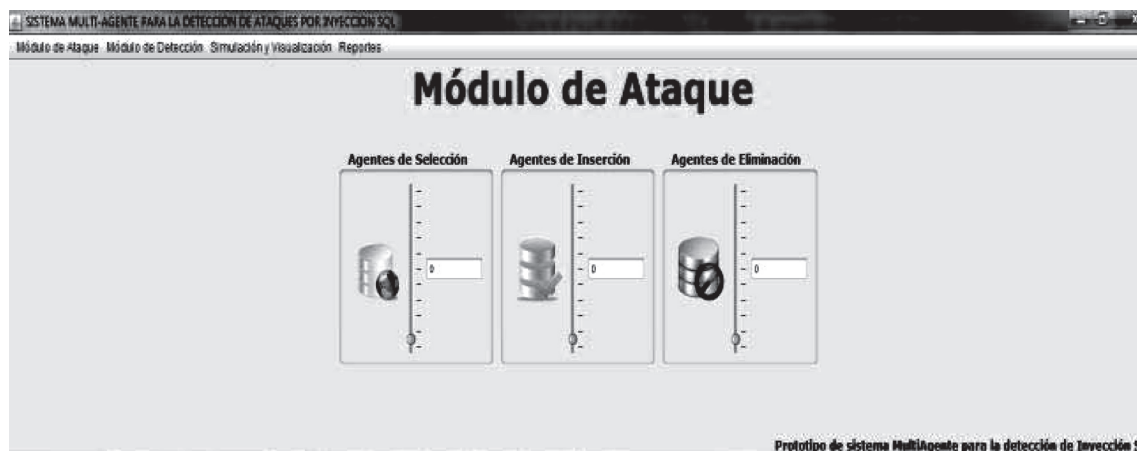 SISTEMA MULTI-AGENTE PARA LA DETECCIÓN DE ATAQUES POR INYECCIÓN SQL
Módulo de Ataque Módulo de Detección Simulación y Visualización Reportes
Módulo de Ataque
Agentes de Selección Agentes de Inserción Agentes de Eliminación
0 0 0
Prototipo de sistema MultiAgente para la detección de Inyección S